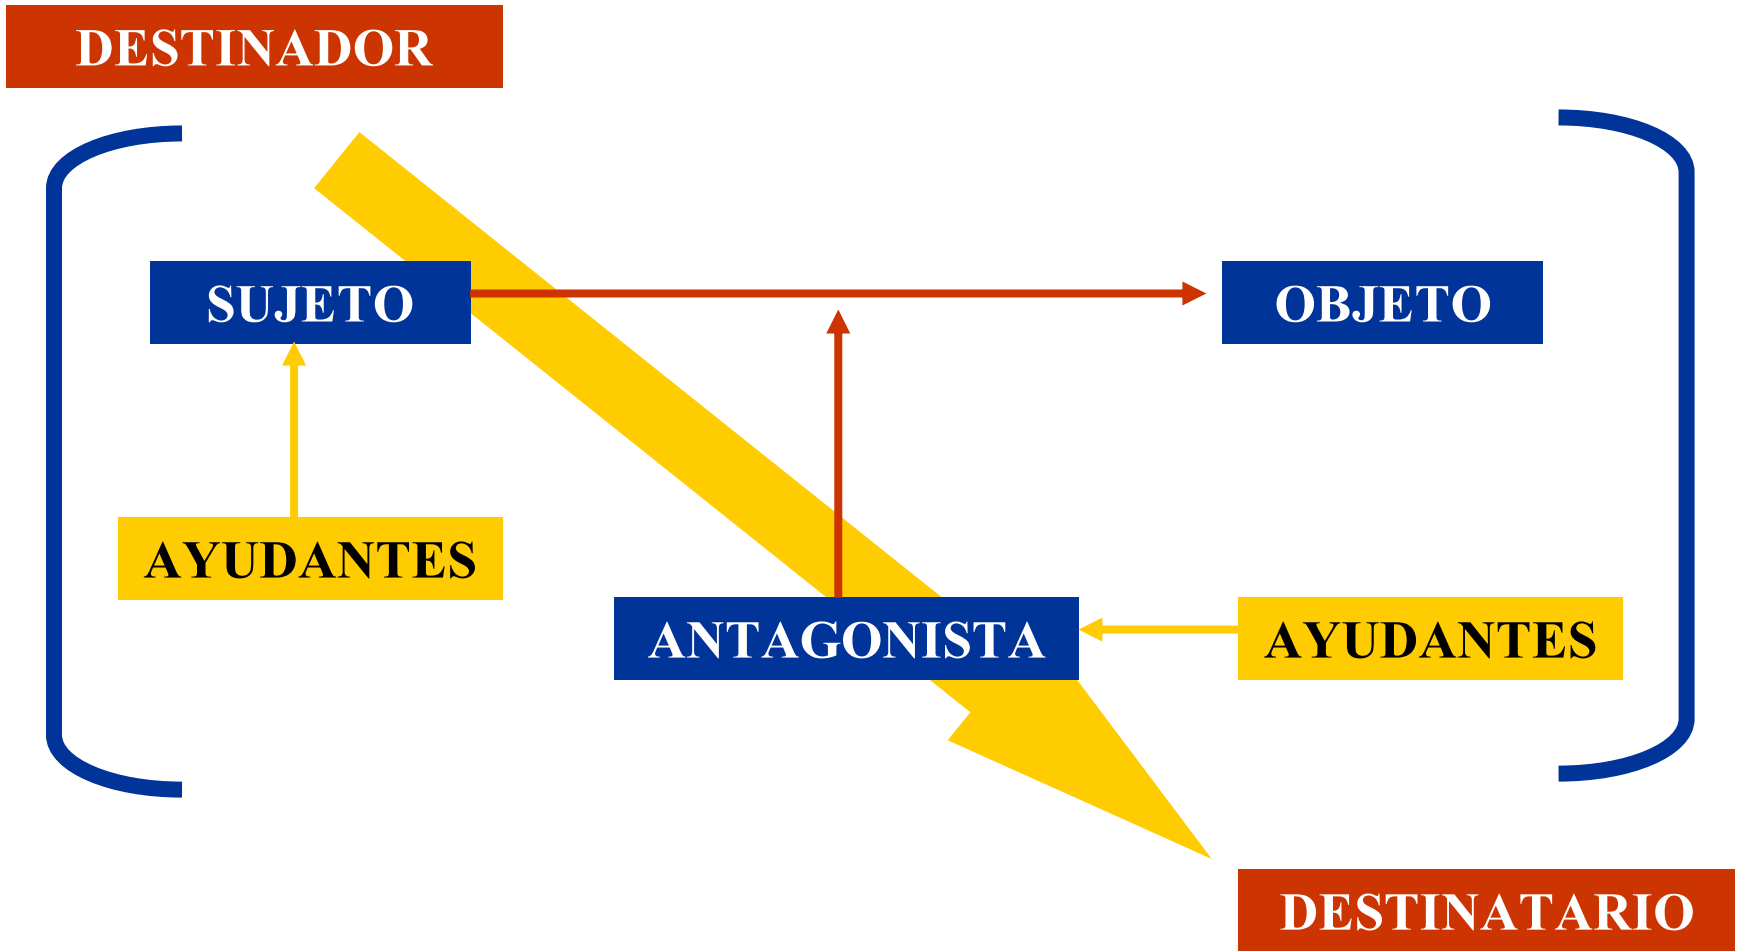 DESTINADOR
SUJETO
OBJETO
AYUDANTES
ANTAGONISTA
AYUDANTES
DESTINATARIO